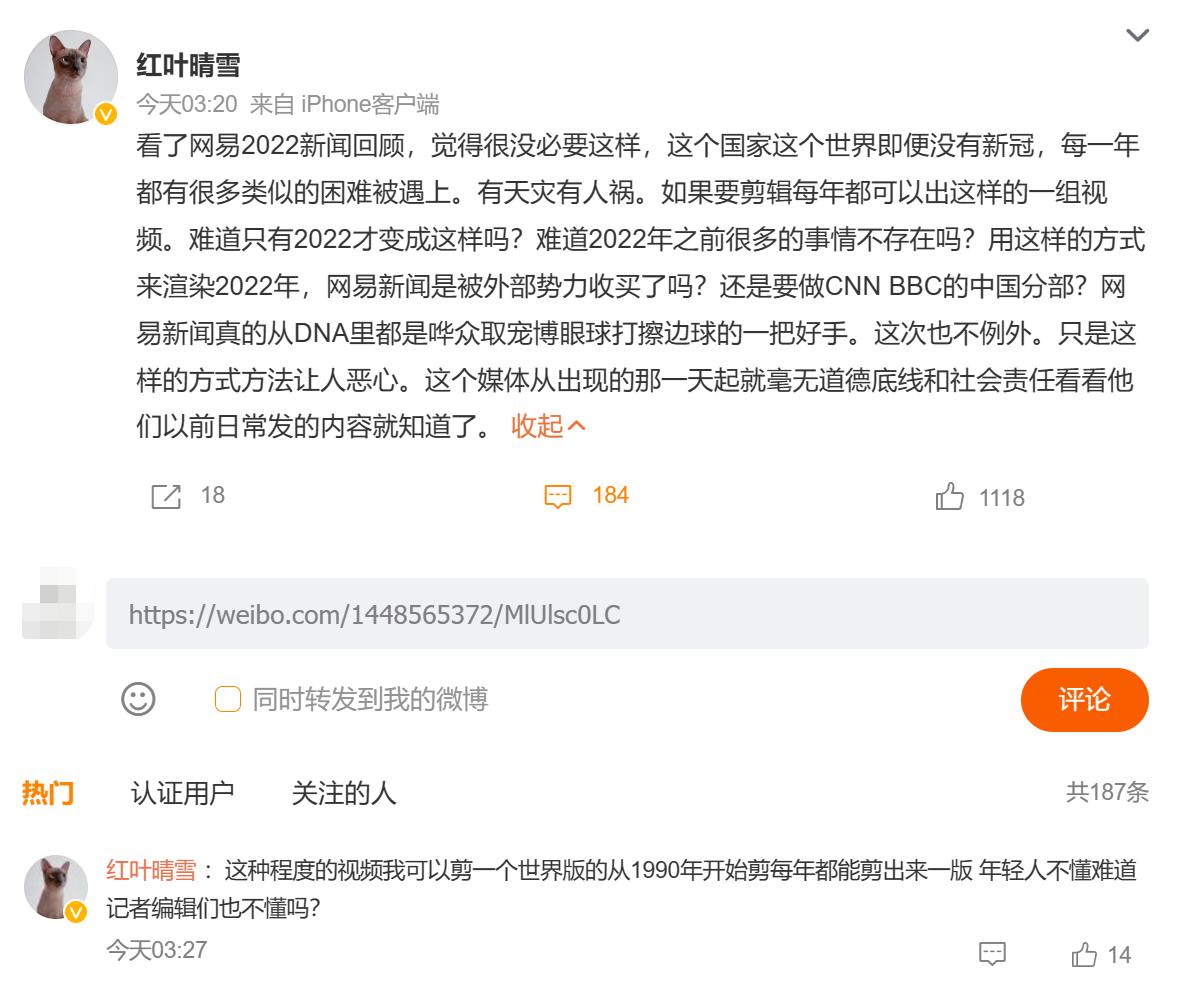 红叶晴雪
今天03:20 来自 iPhone客户端
看了网易2022新闻回顾，觉得很没必要这样，这个国家这个世界即便没有新冠，每一年
都有很多类似的困难被遇上。有天灾有人祸。如果要剪辑每年都可以出这样的一组视
频。难道只有2022才变成这样吗？难道2022年之前很多的事情不存在吗？用这样的方式
来渲染2022年，网易新闻是被外部势力收买了吗？还是要做CNN BBC的中国分部？网
易新闻真的从DNA里都是哗众取宠博眼球打擦边球的一把好手。这次也不例外。只是这
样的方式方法让人恶心。这个媒体从出现的那一天起就毫无道德底线和社会责任看看他
们以前日常发的内容就知道了。 收起
18 184 1118
https://weibo.com/1448565372/MlUlsc0LC
同时转发到我的微博 评论
热门 认证用户 关注的人 共187条
红叶晴雪：这种程度的视频我可以剪一个世界版的从1990年开始剪每年都能剪出来一版 年轻人不懂难道
记者编辑们也不懂吗？
今天03:27 14